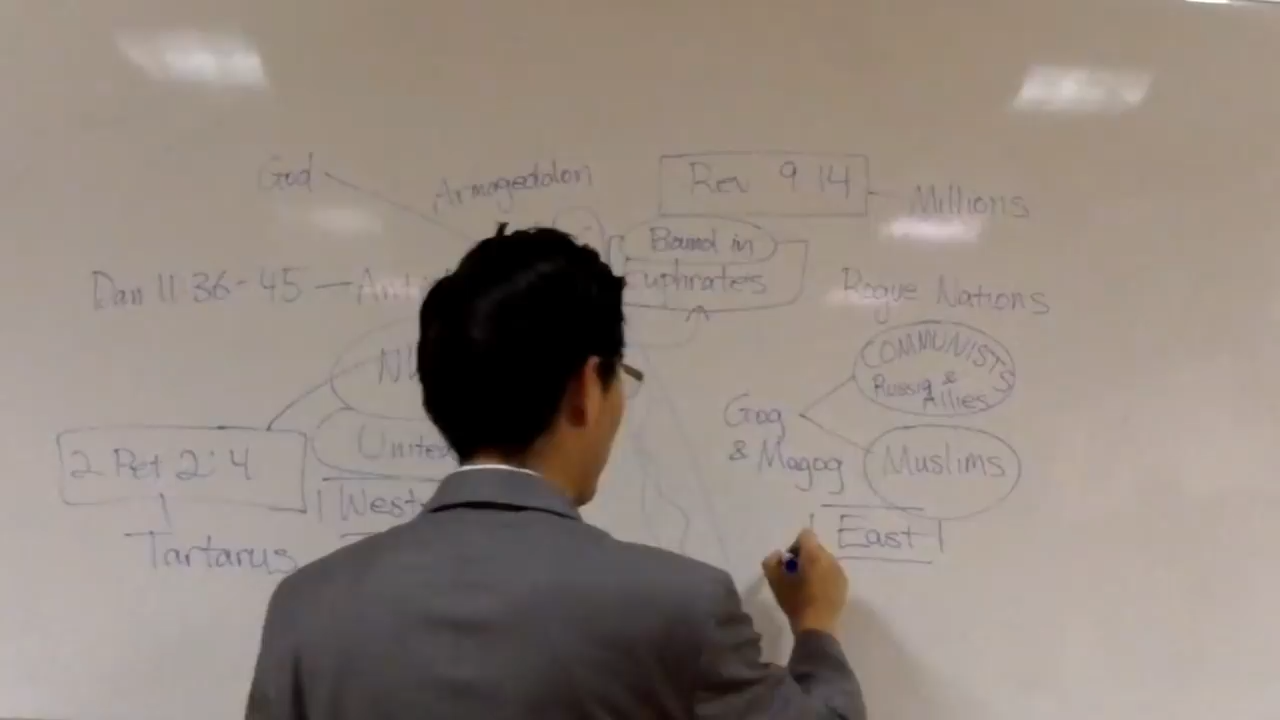 God
Armageddon
Rev 9 14
Millions
Bound in
Dan 11 36-45 —
Rogue Nations
COMMUNISTS
Russia &
Allies
Gog
& Magog
Muslims
2 Pet 2:4
West
East
Tartarus